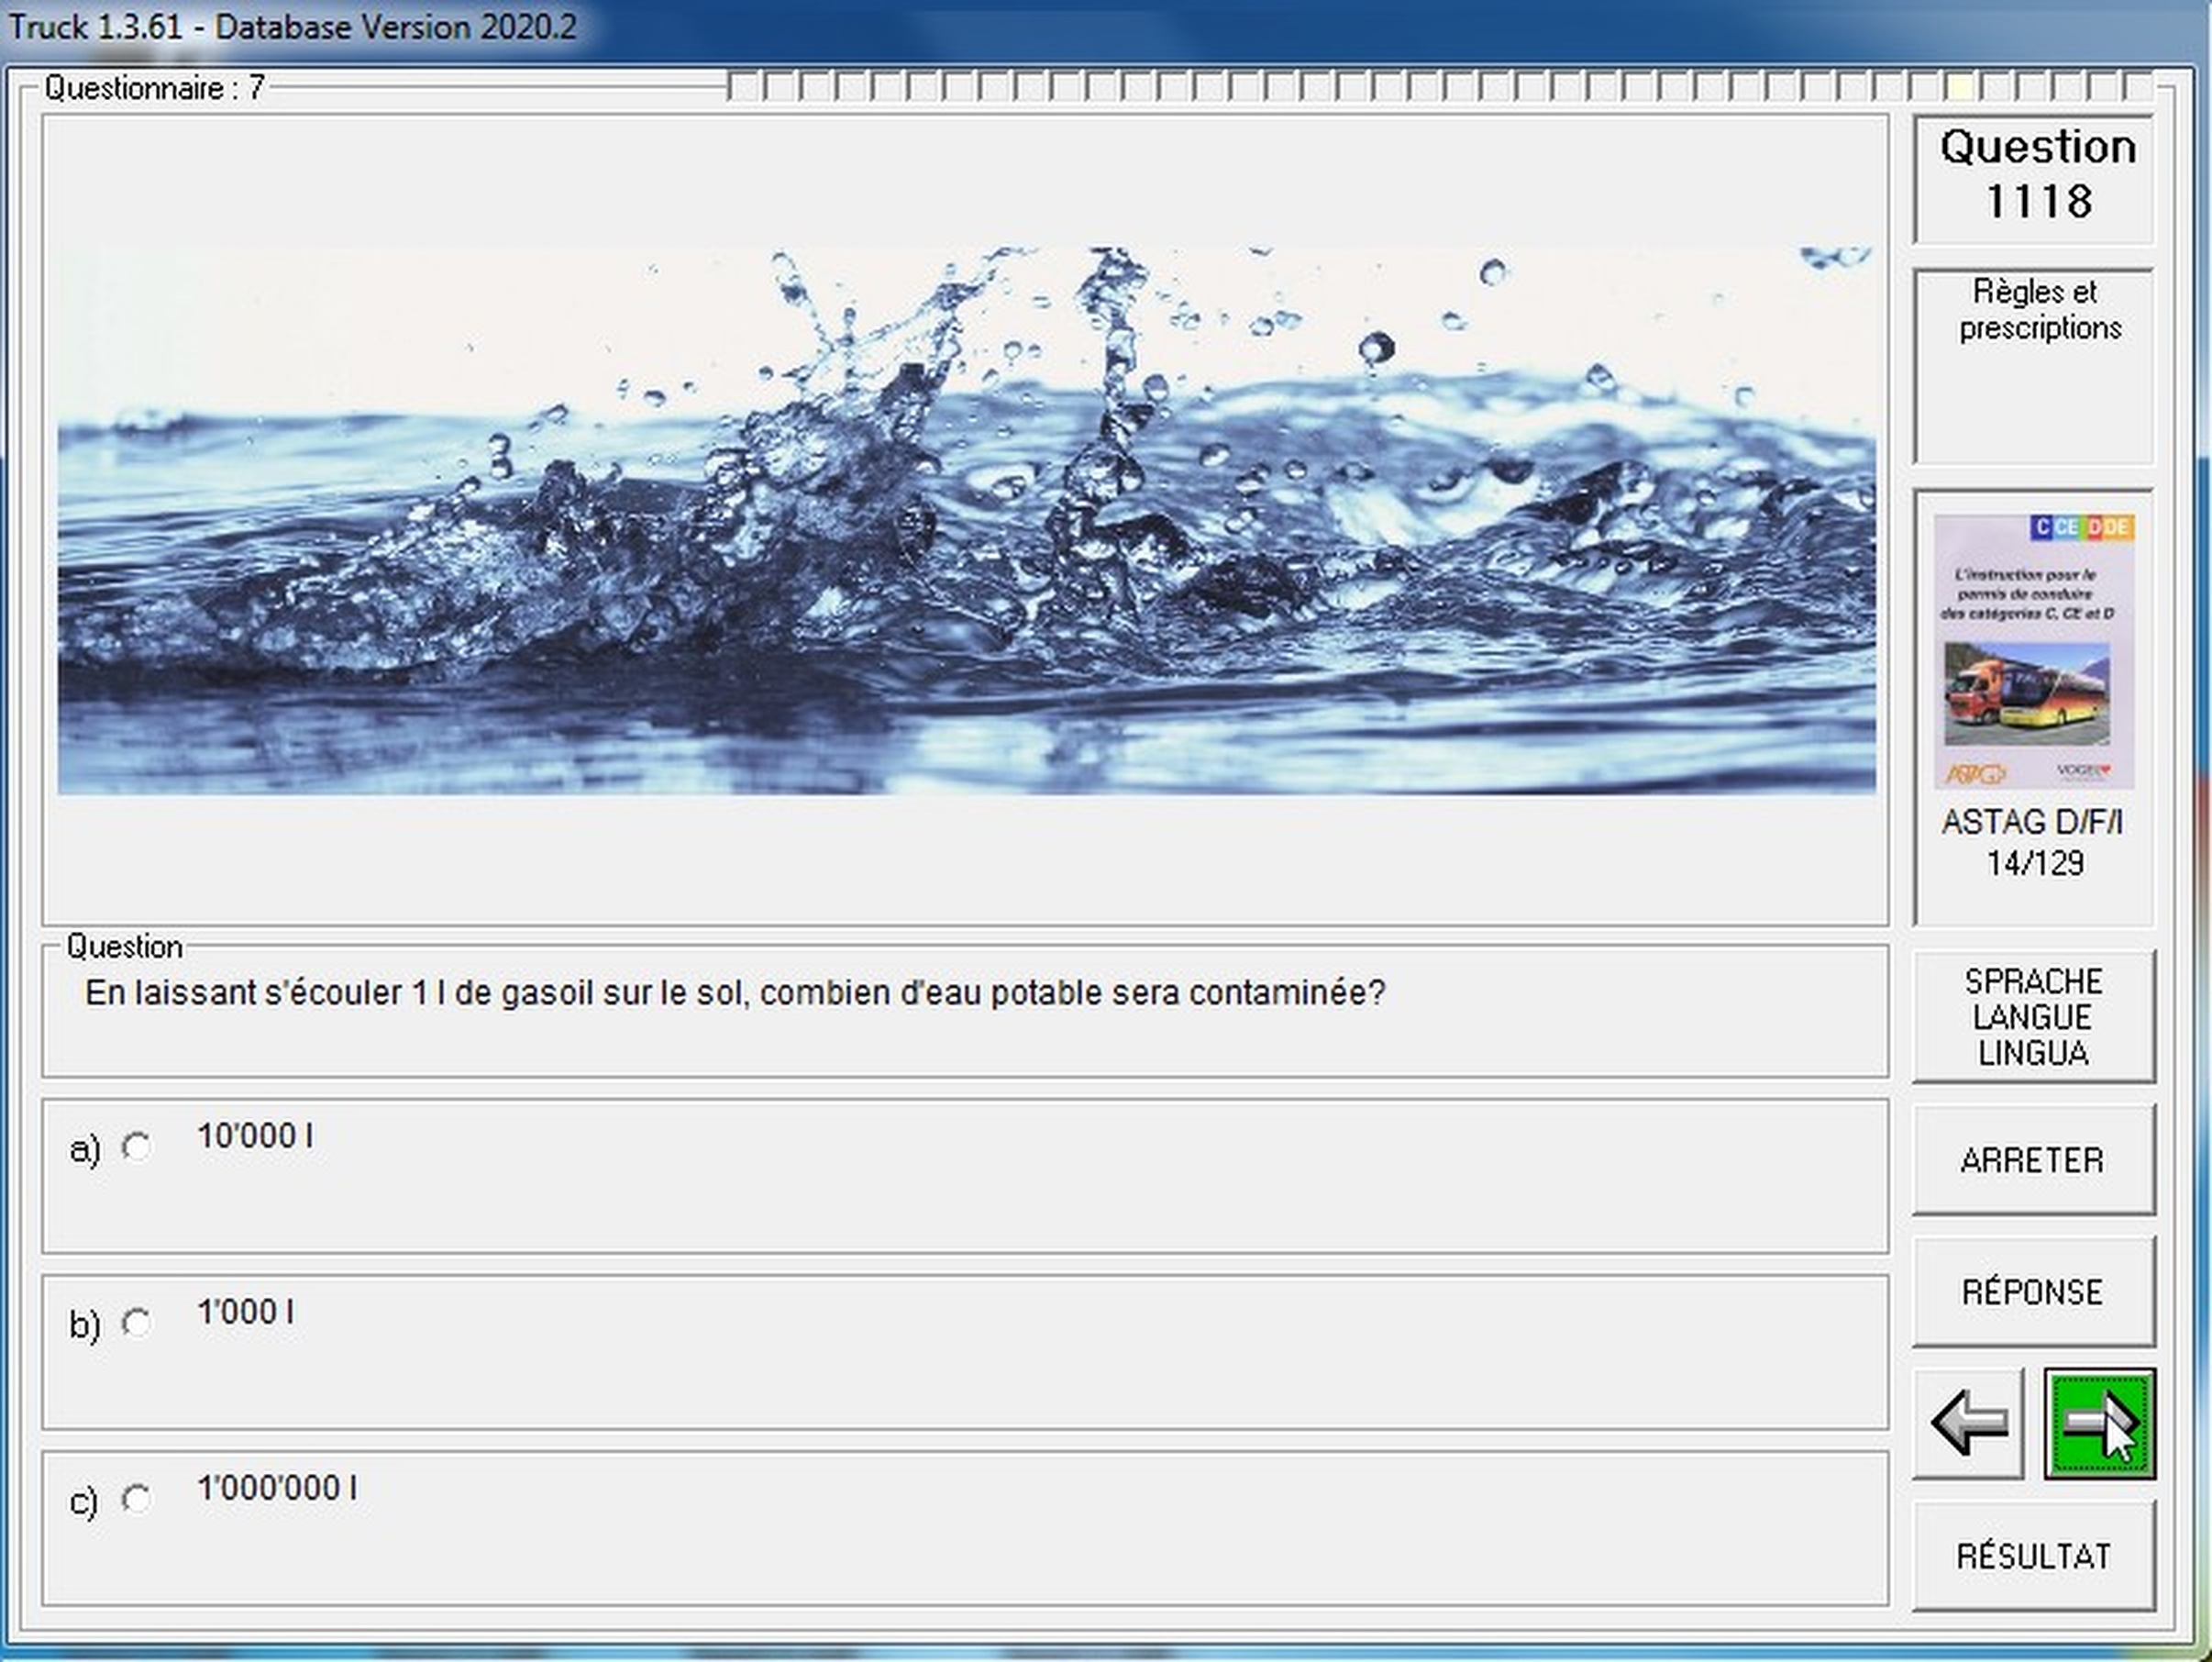 Truck 1.3.61 - Database Version 2020.2
Questionnaire : 7
Question
1118
Règles et
prescriptions
C CE D DE
L'instruction pour le
permis de conduire
des catégories C, CE et D
ASTAG
VOGEL
ASTAG D/F/I
14/129
Question
En laissant s'écouler 1 l de gasoil sur le sol, combien d'eau potable sera contaminée?
a) 10'000 l
b) 1'000 l
c) 1'000'000 l
SPRACHE
LANGUE
LINGUA
ARRETER
RÉPONSE
RÉSULTAT